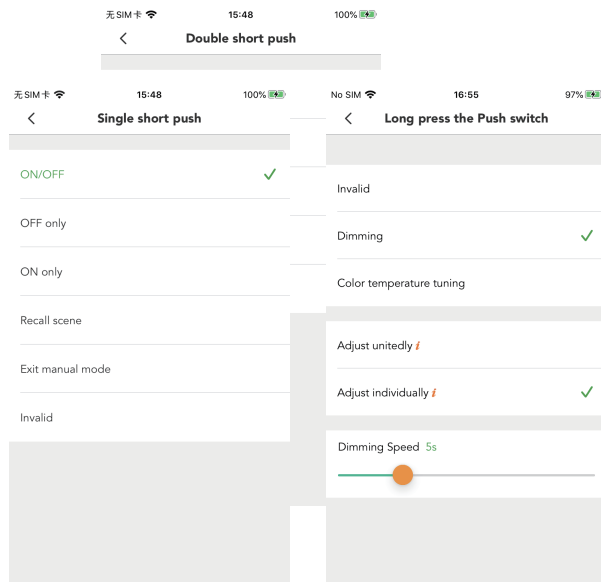 无SIM卡 15:48 100%
Double short push
无SIM卡 15:48 100%
Single short push
ON/OFF
OFF only
ON only
Recall scene
Exit manual mode
Invalid
No SIM 16:55 97%
Long press the Push switch
Invalid
Dimming
Color temperature tuning
Adjust unitedly i
Adjust individually i
Dimming Speed 5s